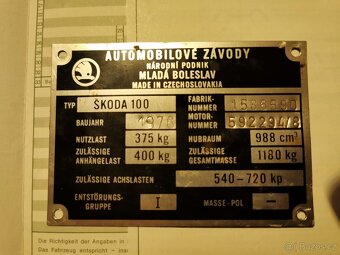 AUTOMOBILOVÉ ZÁVODY
NÁRODNÍ PODNIK
MLADÁ BOLESLAV
MADE IN CZECHOSLOVAKIA
TYP ŠKODA 100 FABRIK-NUMMER
BAUJAHR 1976 MOTOR-NUMMER
NUTZLAST 375 kg HUBRAUM 988 cm³
ZULÄSSIGE ANHÄNGELAST 400 kg ZULÄSSIGE GESAMTMASSE 1180 kg
ZULÄSSIGE ACHSLASTEN 540-720 kp
ENTSTÖRUNGS-GRUPPE I MASSE-POL −
Die Richtigkeit der Angaben in
Das Fahrzeug entspricht - im